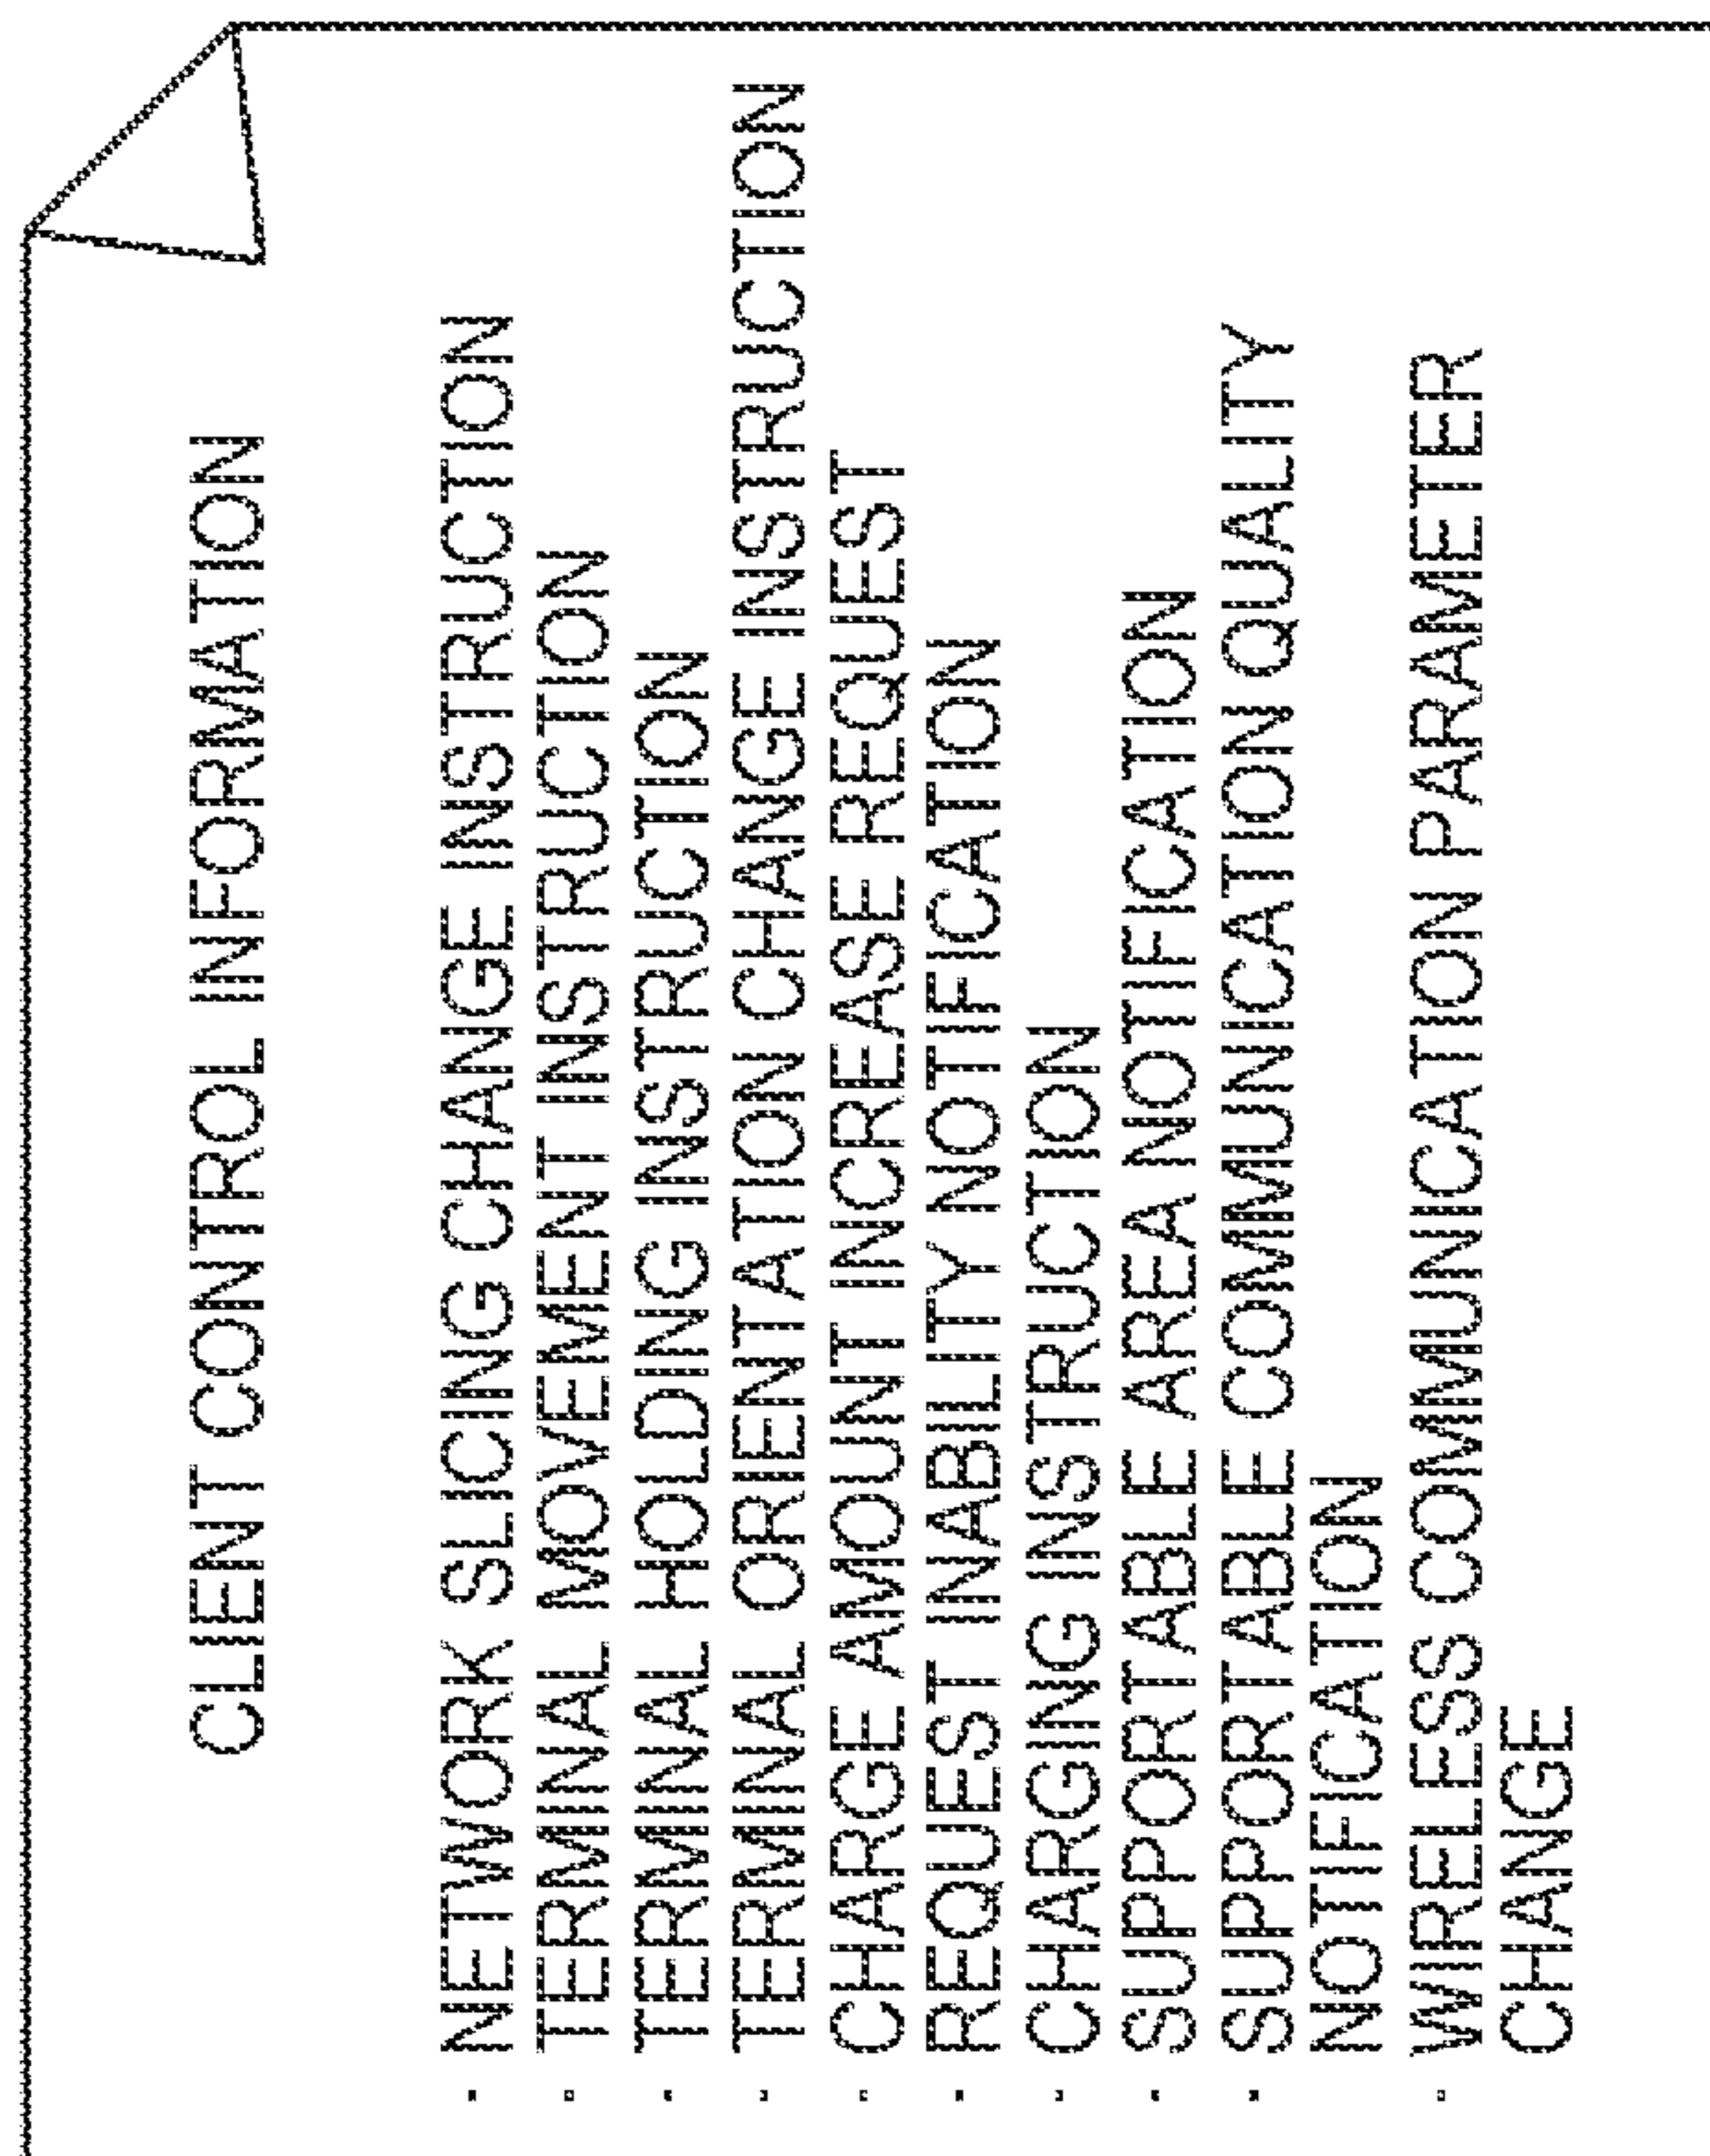 CLIENT CONTROL INFORMATION
· NETWORK SLICING CHANGE INSTRUCTION
· TERMINAL MOVEMENT INSTRUCTION
· TERMINAL HOLDING INSTRUCTION
· TERMINAL ORIENTATION CHANGE INSTRUCTION
· CHARGE AMOUNT INCREASE REQUEST
· REQUEST INABILITY NOTIFICATION
· CHARGING INSTRUCTION
· SUPPORTABLE AREA NOTIFICATION
· SUPPORTABLE COMMUNICATION QUALITY
NOTIFICATION
· WIRELESS COMMUNICATION PARAMETER
CHANGE